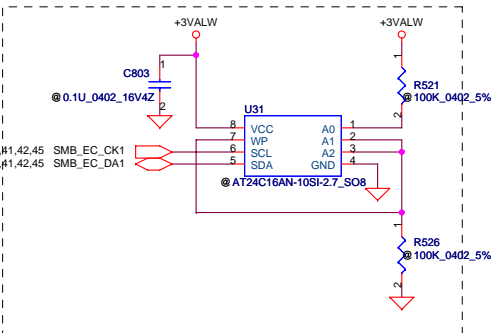 +3VALW
+3VALW
1
C803
@ 0.1U_0402_16V4Z
2
1
R521
@ 100K_0402_5%
2
U31
8 VCC A0 1
7 WP A1 2
6 SCL A2 3
5 SDA GND 4
@ AT24C16AN-10SI-2.7_SO8
41,42,45 SMB_EC_CK1
41,42,45 SMB_EC_DA1
1
R526
@ 100K_0402_5%
2